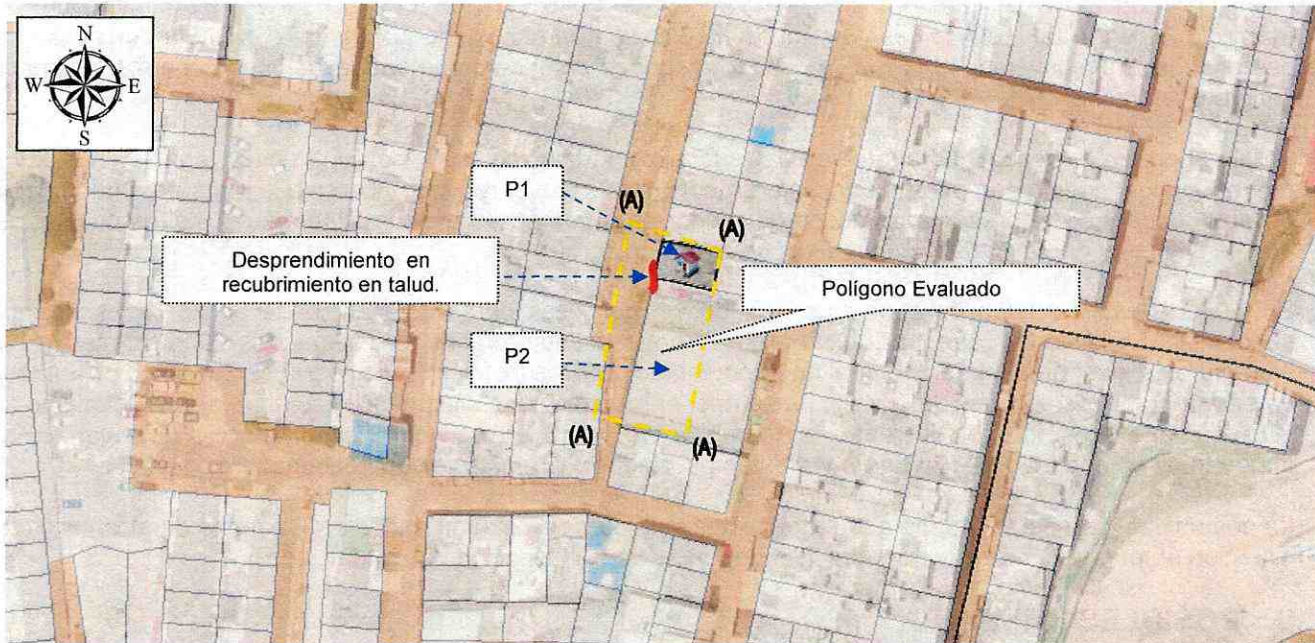 N
W E
S
P1
(A)
(A)
Desprendimiento en
recubrimiento en talud.
Polígono Evaluado
P2
(A)
(A)